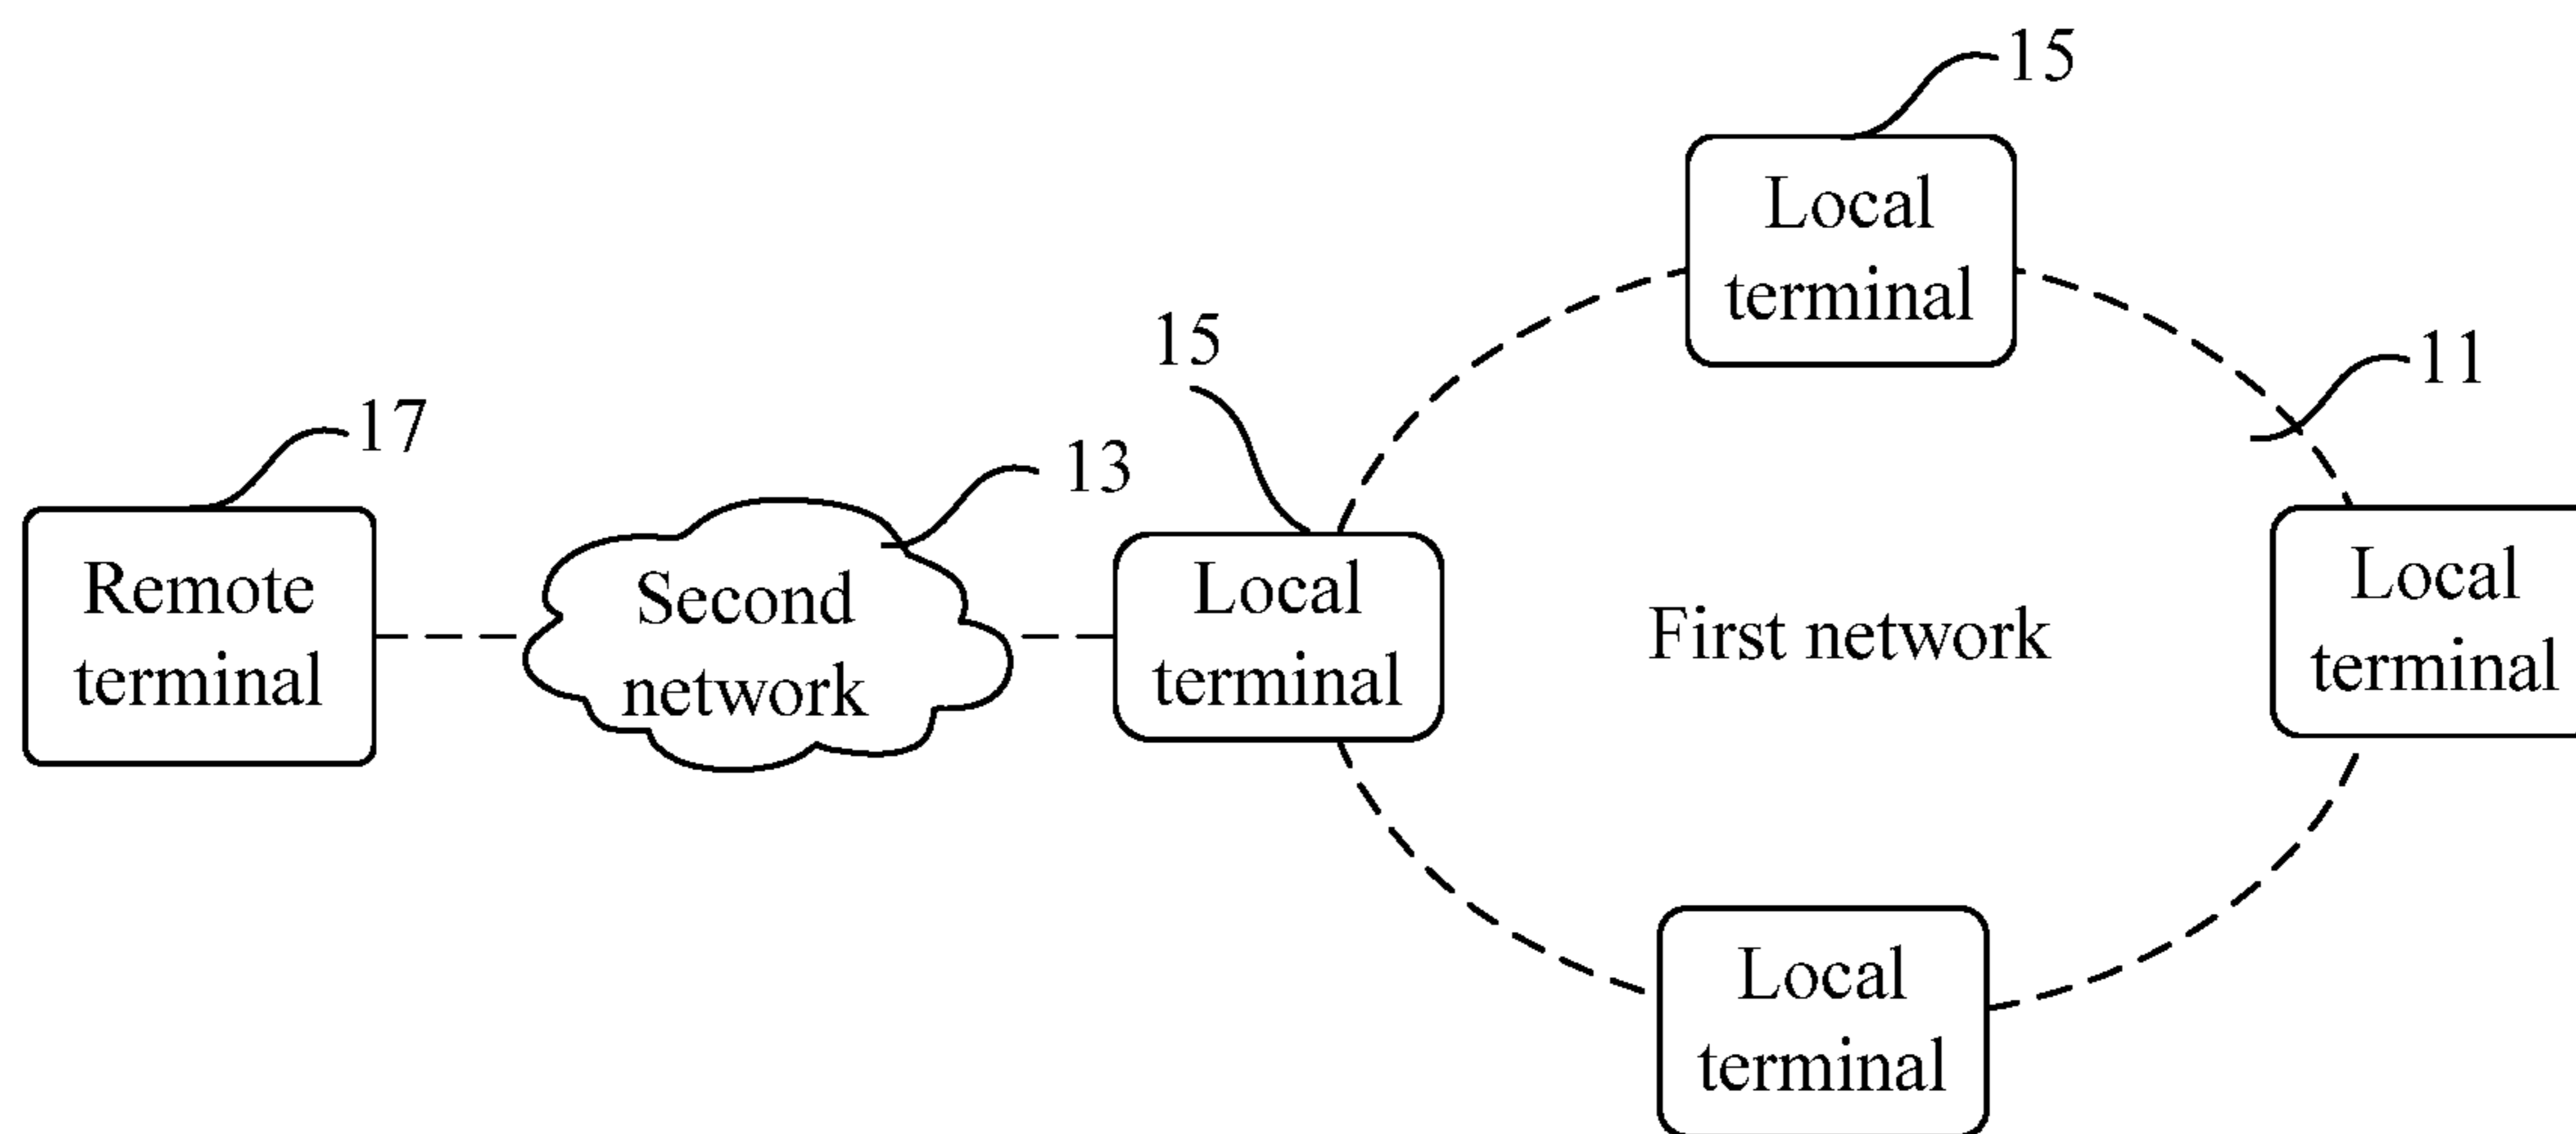 15
Local
terminal
15
11
17
13
Remote
terminal
Second
network
Local
terminal
First network
Local
terminal
Local
terminal